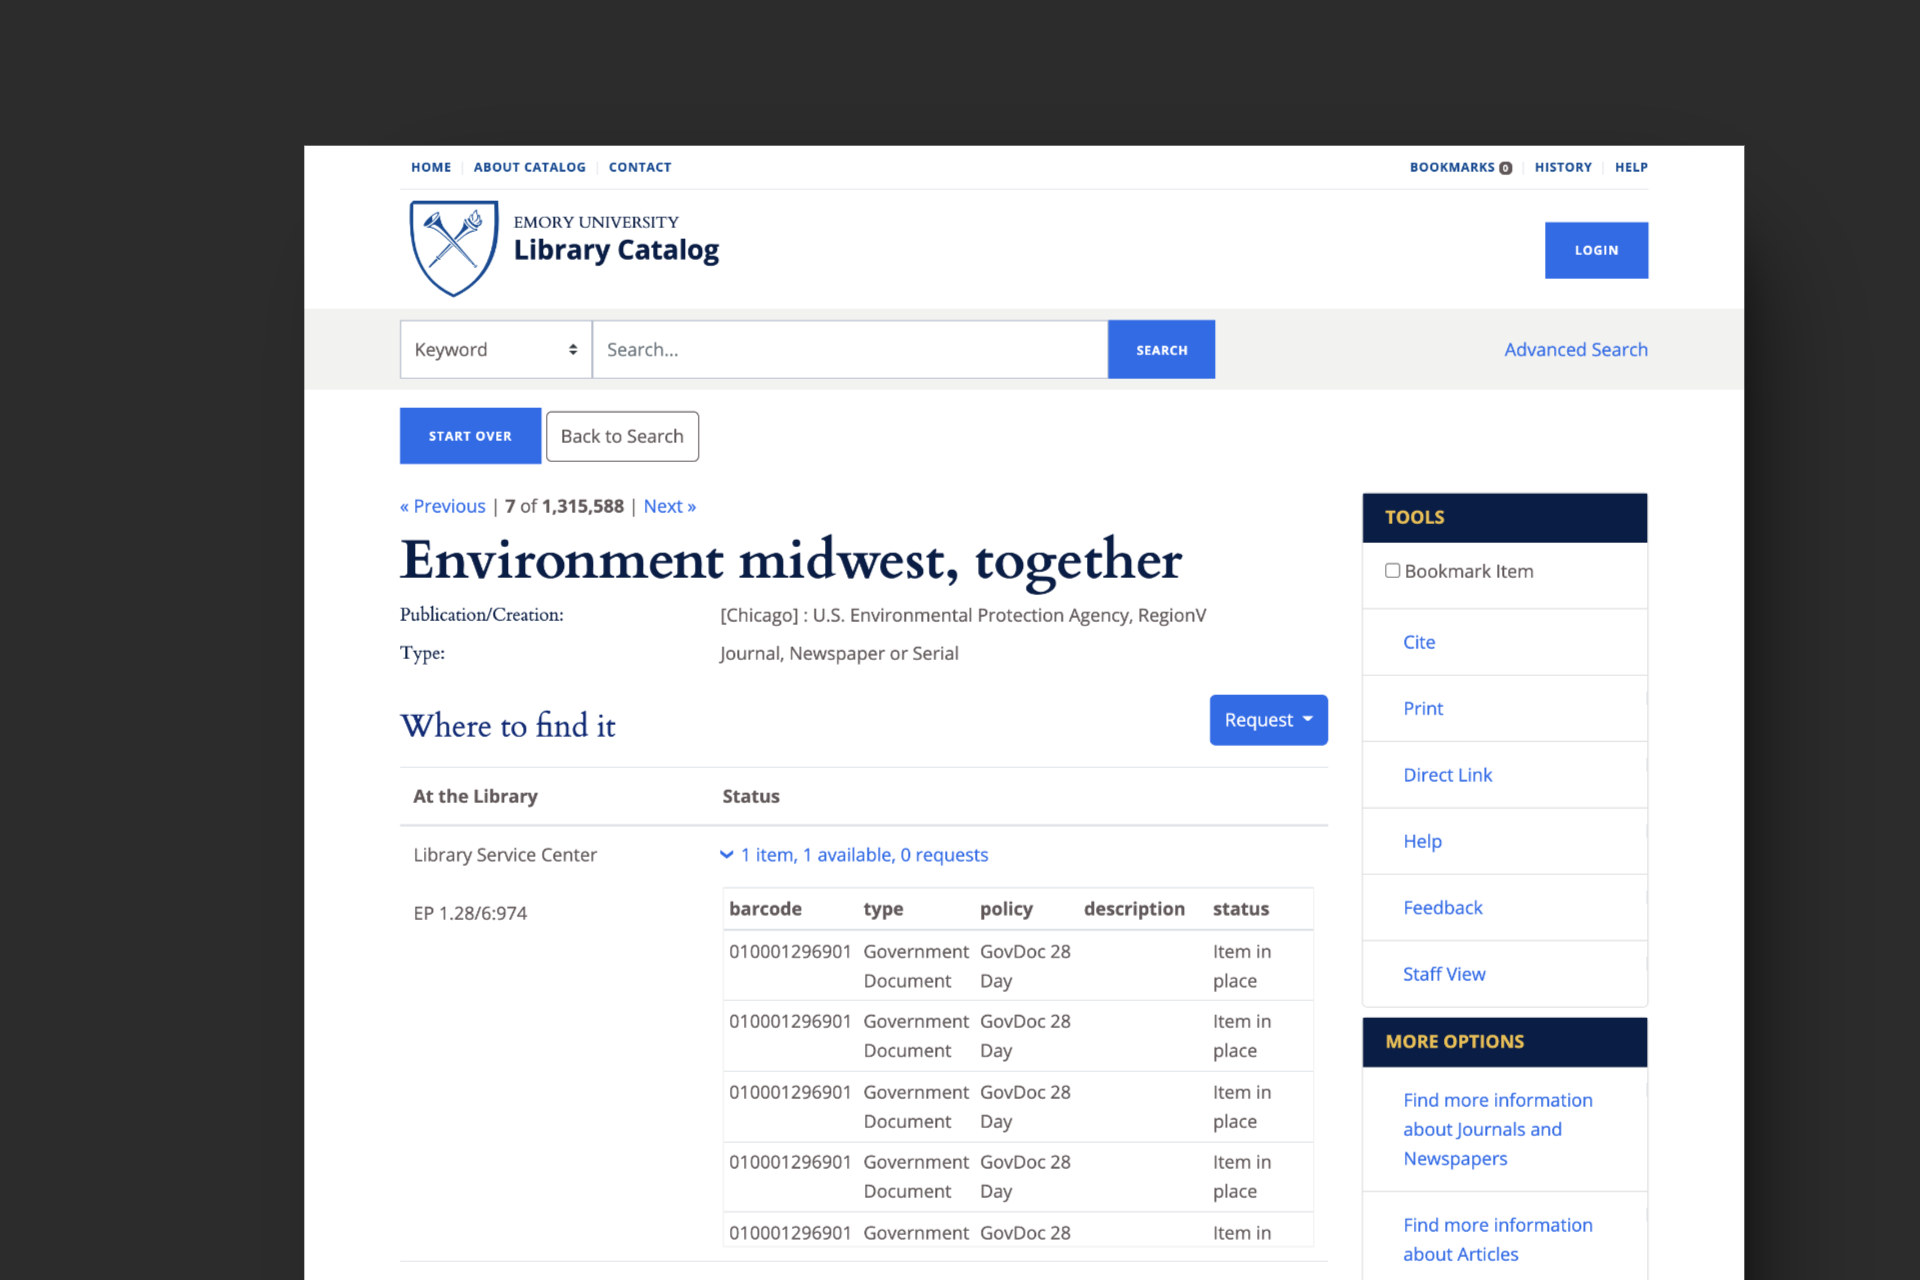 HOME ABOUT CATALOG CONTACT BOOKMARKS 0 HISTORY HELP
EMORY UNIVERSITY
Library Catalog
LOGIN
Keyword Search... SEARCH Advanced Search
START OVER Back to Search
« Previous | 7 of 1,315,588 | Next »
Environment midwest, together
Publication/Creation: [Chicago] : U.S. Environmental Protection Agency, RegionV
Type: Journal, Newspaper or Serial
Where to find it
Request
At the Library Status
Library Service Center 1 item, 1 available, 0 requests
EP 1.28/6:974
barcode type policy description status
010001296901 Government GovDoc 28 Item in
Document Day place
010001296901 Government GovDoc 28 Item in
Document Day place
010001296901 Government GovDoc 28 Item in
Document Day place
010001296901 Government GovDoc 28 Item in
Document Day place
010001296901 Government GovDoc 28 Item in
TOOLS
Bookmark Item
Cite
Print
Direct Link
Help
Feedback
Staff View
MORE OPTIONS
Find more information
about Journals and
Newspapers
Find more information
about Articles